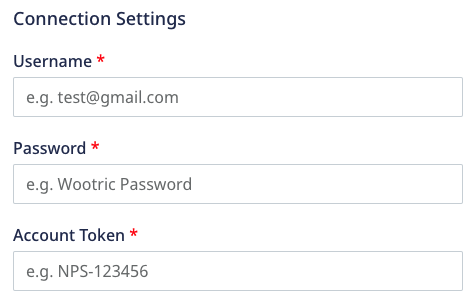 Connection Settings
Username *
e.g. test@gmail.com
Password *
e.g. Wootric Password
Account Token *
e.g. NPS-123456